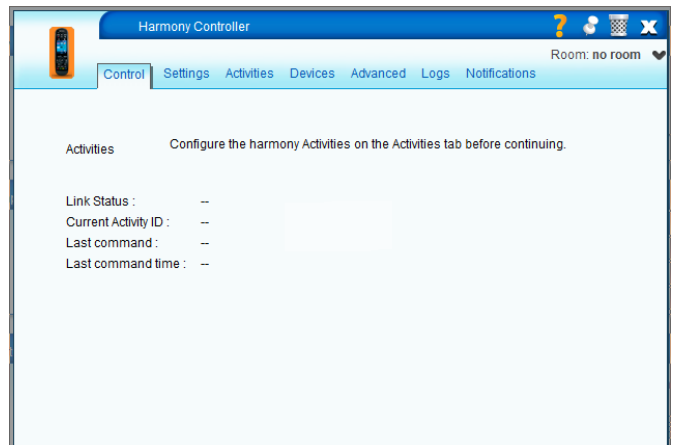 Harmony Controller
?
X
Room: no room
Control Settings Activities Devices Advanced Logs Notifications
Activities Configure the harmony Activities on the Activities tab before continuing.
Link Status : --
Current Activity ID : --
Last command : --
Last command time : --